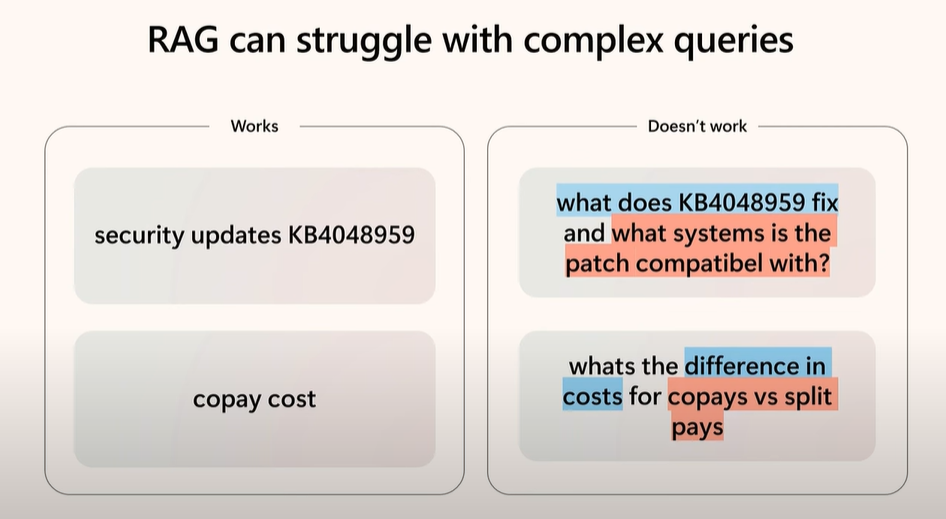 RAG can struggle with complex queries
Works
security updates KB4048959
copay cost
Doesn't work
what does KB4048959 fix
and what systems is the
patch compatibel with?
whats the difference in
costs for copays vs split
pays